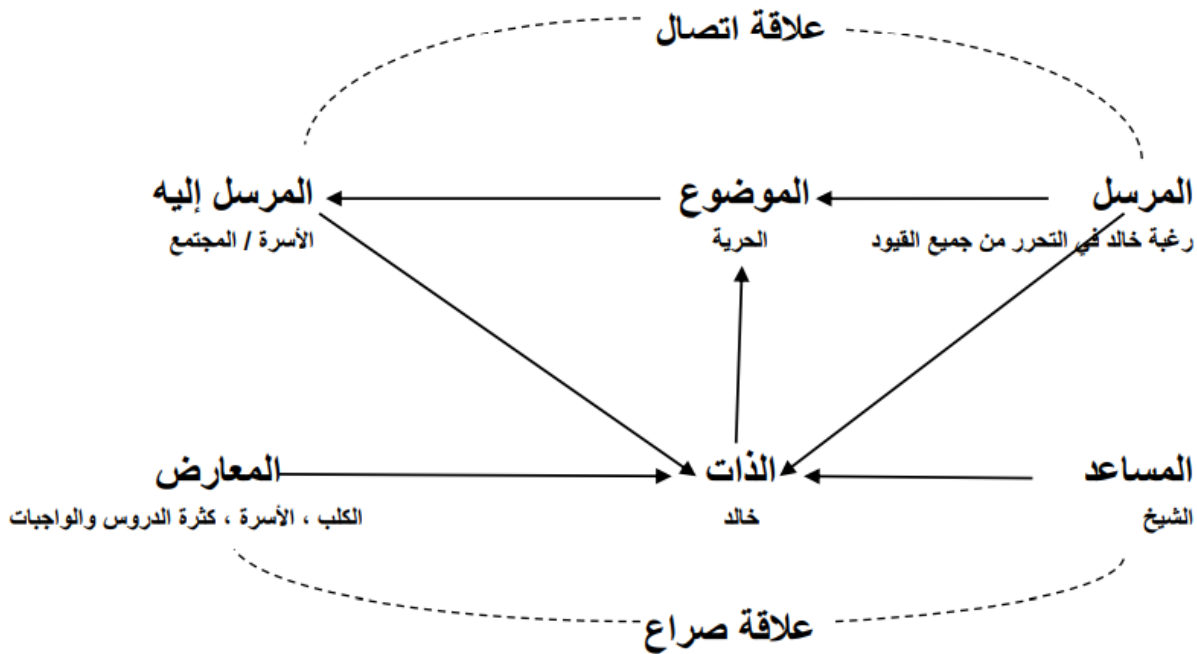 علاقة اتصال
المرسل الموضوع المرسل إليه
رغبة خالد في التحرر من جميع القيود الحرية الأسرة / المجتمع
المساعد الذات المعارض
الشيخ خالد الكلب ، الأسرة ، كثرة الدروس والواجبات
علاقة صراع